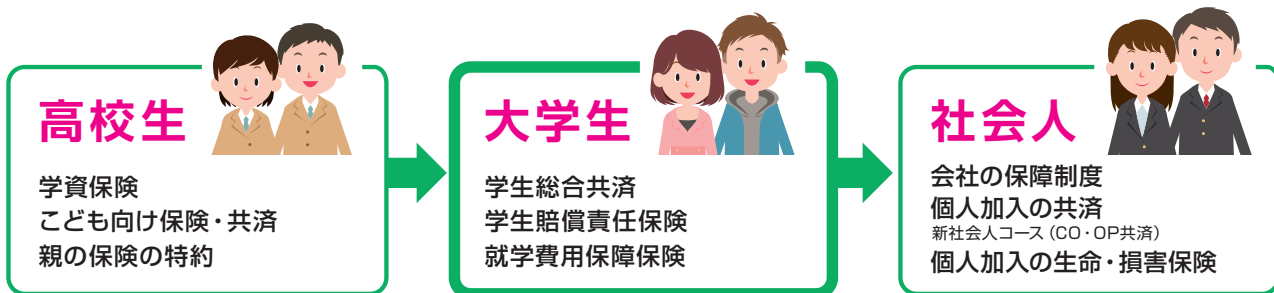 高校生
学資保険
こども向け保険・共済
親の保険の特約
大学生
学生総合共済
学生賠償責任保険
就学費用保障保険
社会人
会社の保障制度
個人加入の共済
新社会人コース（CO・OP共済）
個人加入の生命・損害保険